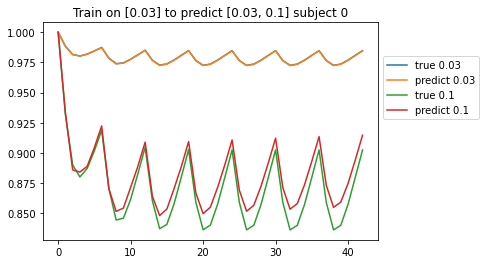 Train on [0.03] to predict [0.03, 0.1] subject 0
1.000
0.975
0.950
0.925
0.900
0.875
0.850
0
10
20
30
40
true 0.03
predict 0.03
true 0.1
predict 0.1